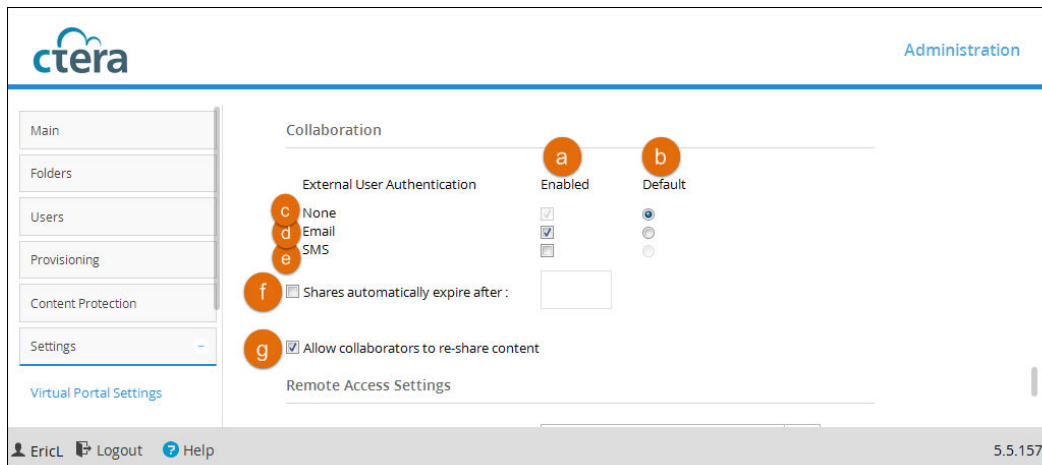 ctera
Administration
Main
Folders
Users
Provisioning
Content Protection
Settings
Virtual Portal Settings
Collaboration
a b
External User Authentication Enabled Default
c None
d Email
e SMS
f Shares automatically expire after :
g Allow collaborators to re-share content
Remote Access Settings
EricL Logout ? Help
5.5.157